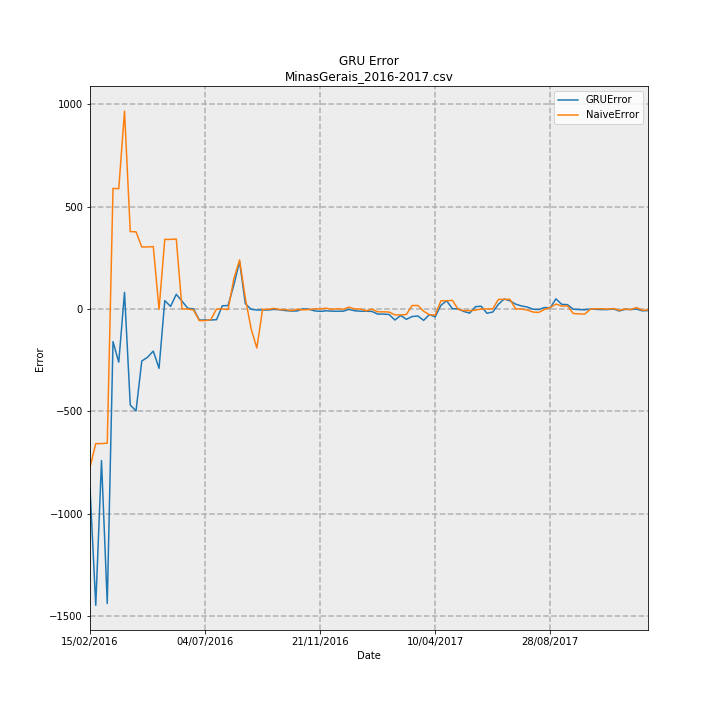 GRU Error
MinasGerais_2016-2017.csv
GRUError
NaiveError
1000
500
0
−500
−1000
−1500
Error
15/02/2016
04/07/2016
21/11/2016
10/04/2017
28/08/2017
Date